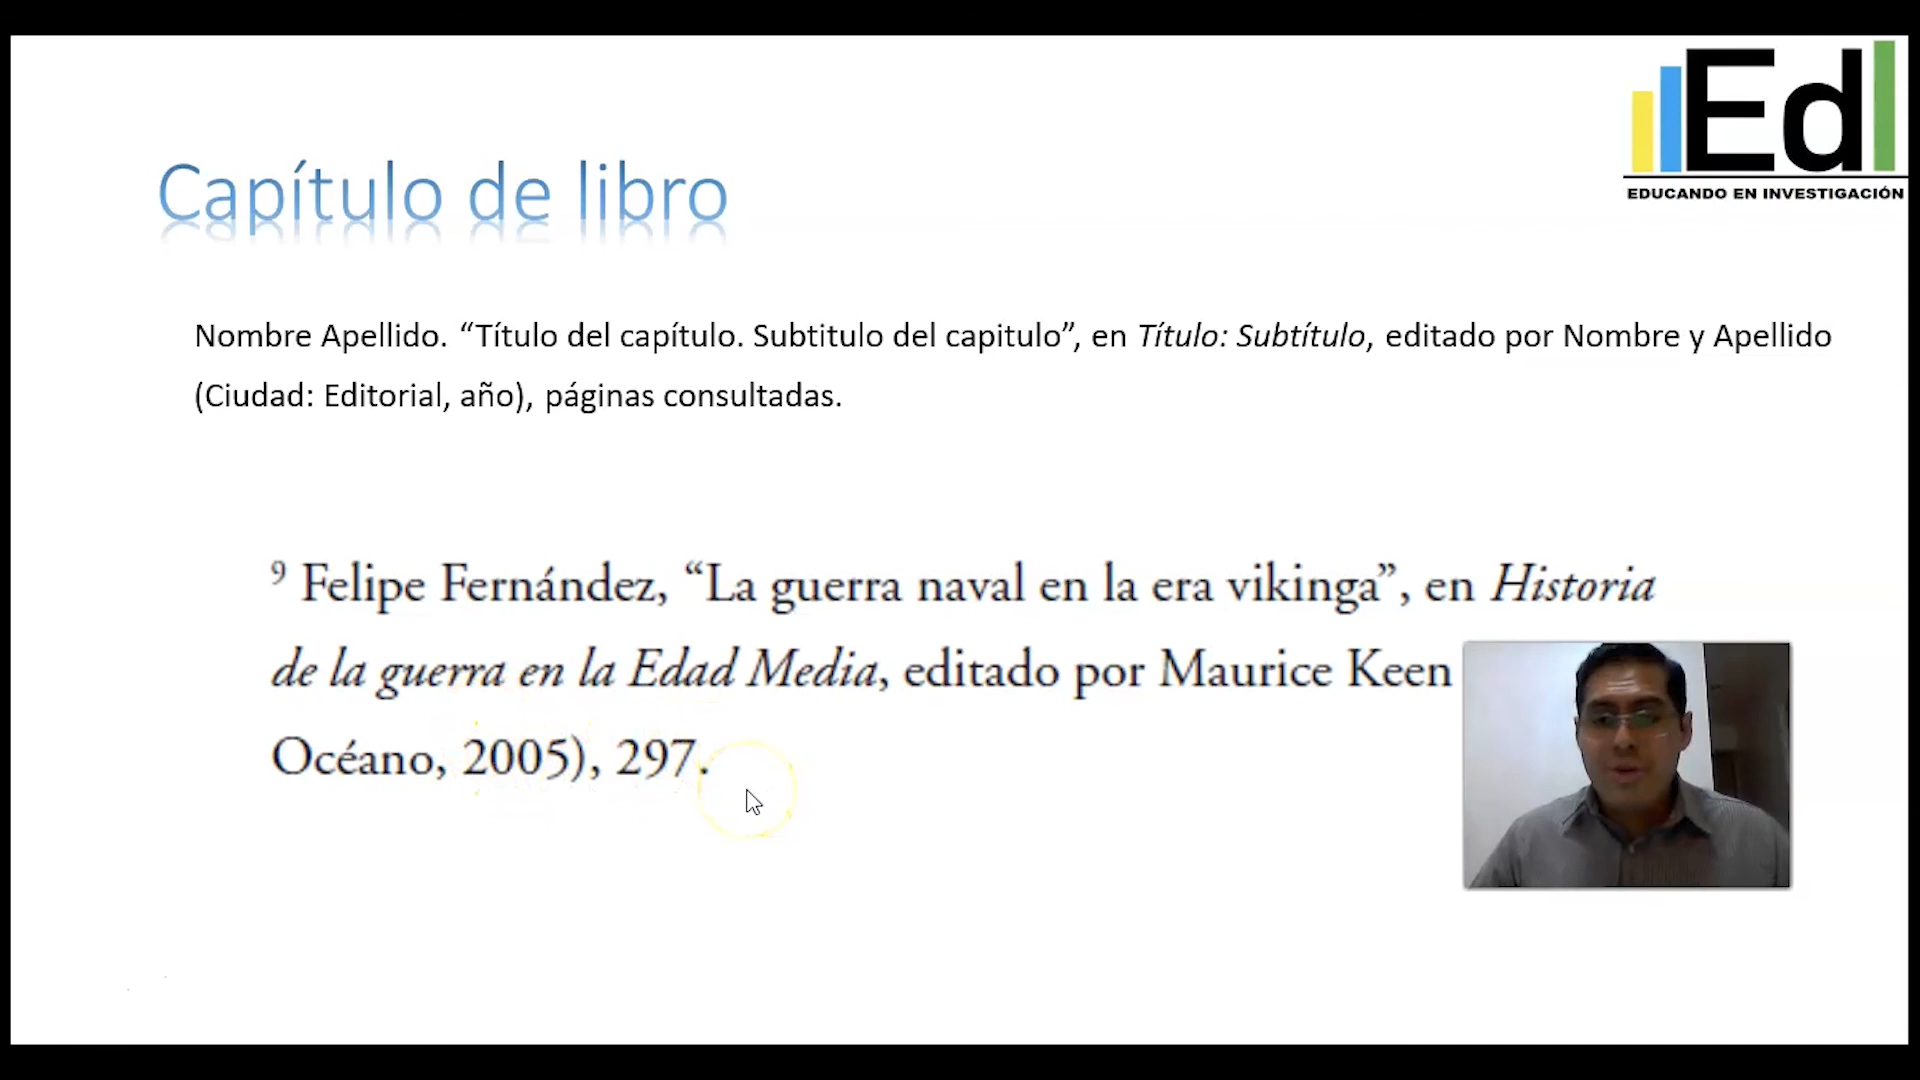 Ed
EDUCANDO EN INVESTIGACIÓN
Capítulo de libro
Nombre Apellido. “Título del capítulo. Subtitulo del capitulo”, en Título: Subtítulo, editado por Nombre y Apellido
(Ciudad: Editorial, año), páginas consultadas.
9 Felipe Fernández, “La guerra naval en la era vikinga”, en Historia
de la guerra en la Edad Media, editado por Maurice Keen
Océano, 2005), 297.